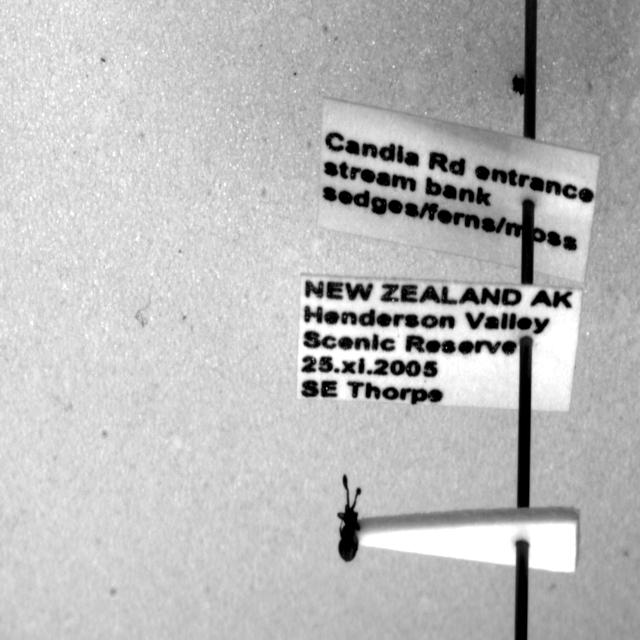 Candia Rd entrance
stream bank
sedges/ferns/moss
NEW ZEALAND AK
Henderson Valley
Scenic Reserve
25.xi.2005
SE Thorpe